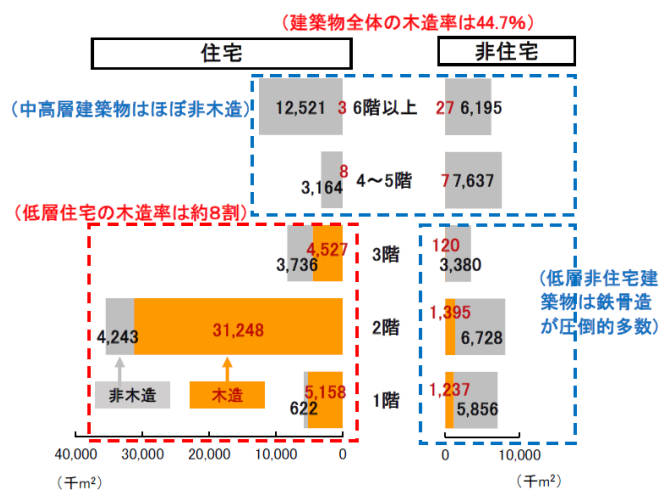 （建築物全体の木造率は44.7%）
住宅
非住宅
（中高層建築物はほぼ非木造）
12,521
3
6階以上
27
6,195
8
3,164
4～5階
7
7,637
（低層住宅の木造率は約8割）
4,527
3,736
3階
120
3,380
（低層非住宅建
築物は鉄骨造
が圧倒的多数）
4,243
31,248
2階
1,395
6,728
非木造
木造
5,158
622
1階
1,237
5,856
40,000
30,000
20,000
10,000
0
0
10,000
（千m²）
（千m²）